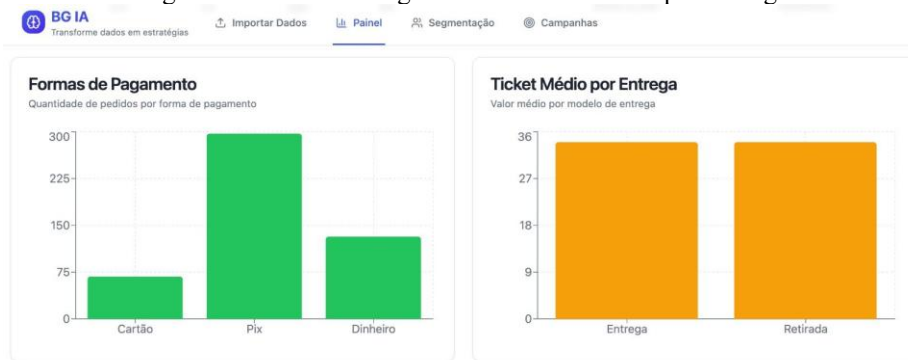 BG IA
Transforme dados em estratégias
Importar Dados
Painel
Segmentação
Campanhas
Formas de Pagamento
Quantidade de pedidos por forma de pagamento
300
225
150
75
0
Cartão
Pix
Dinheiro
Ticket Médio por Entrega
Valor médio por modelo de entrega
36
27
18
9
0
Entrega
Retirada